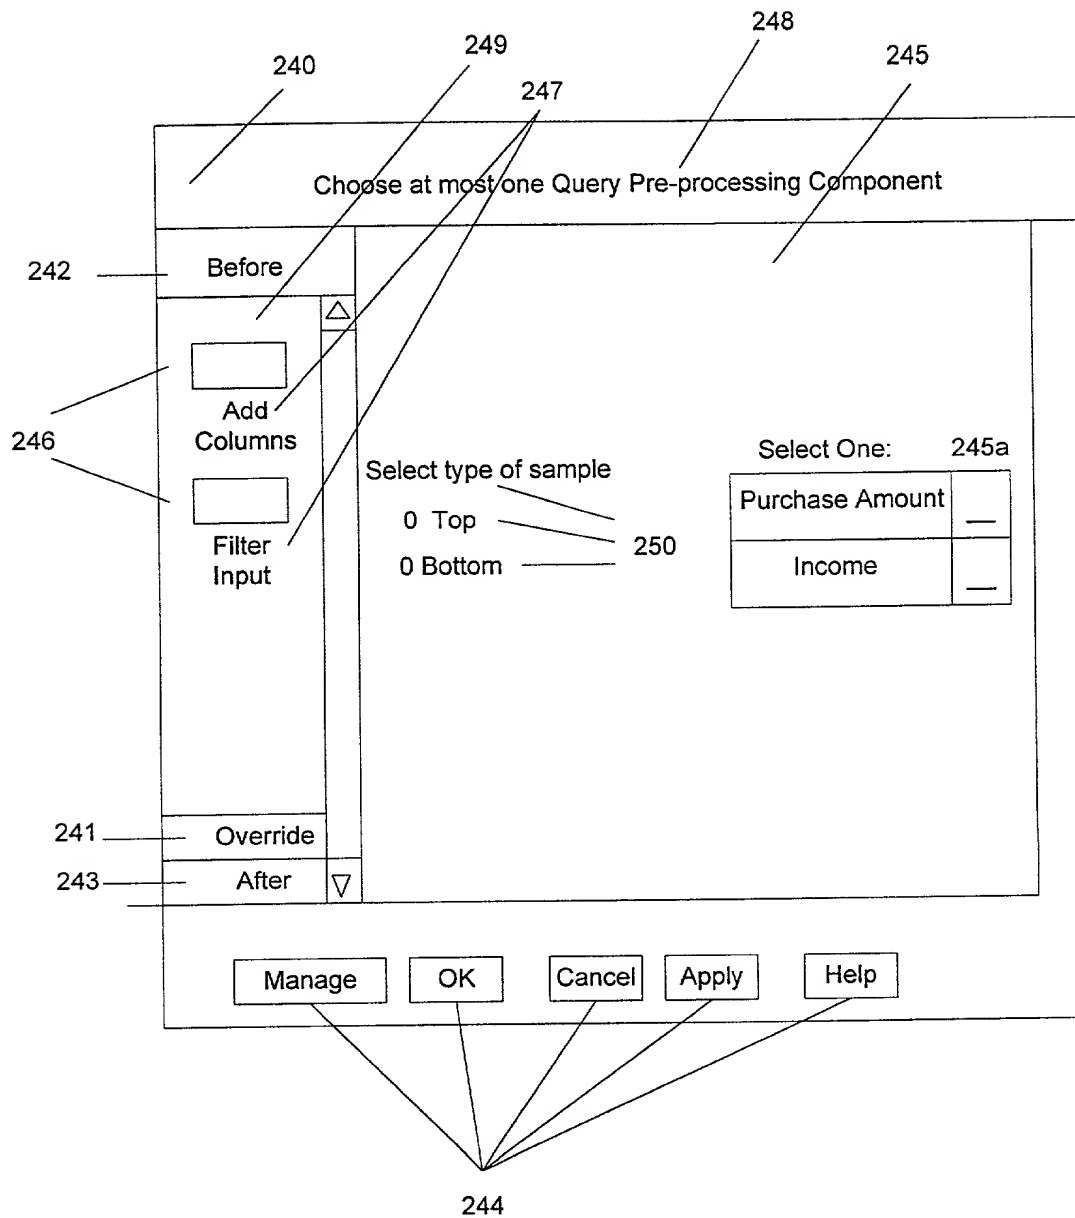 248
249
240
245
247
Choose at most one Query Pre-processing Component
242
Before
Add
Columns
246
Select One:
245a
Select type of sample
Purchase Amount
0 Top
Filter
Input
250
0 Bottom
Income
241
Override
243
After
Manage
OK
Cancel
Apply
Help
244